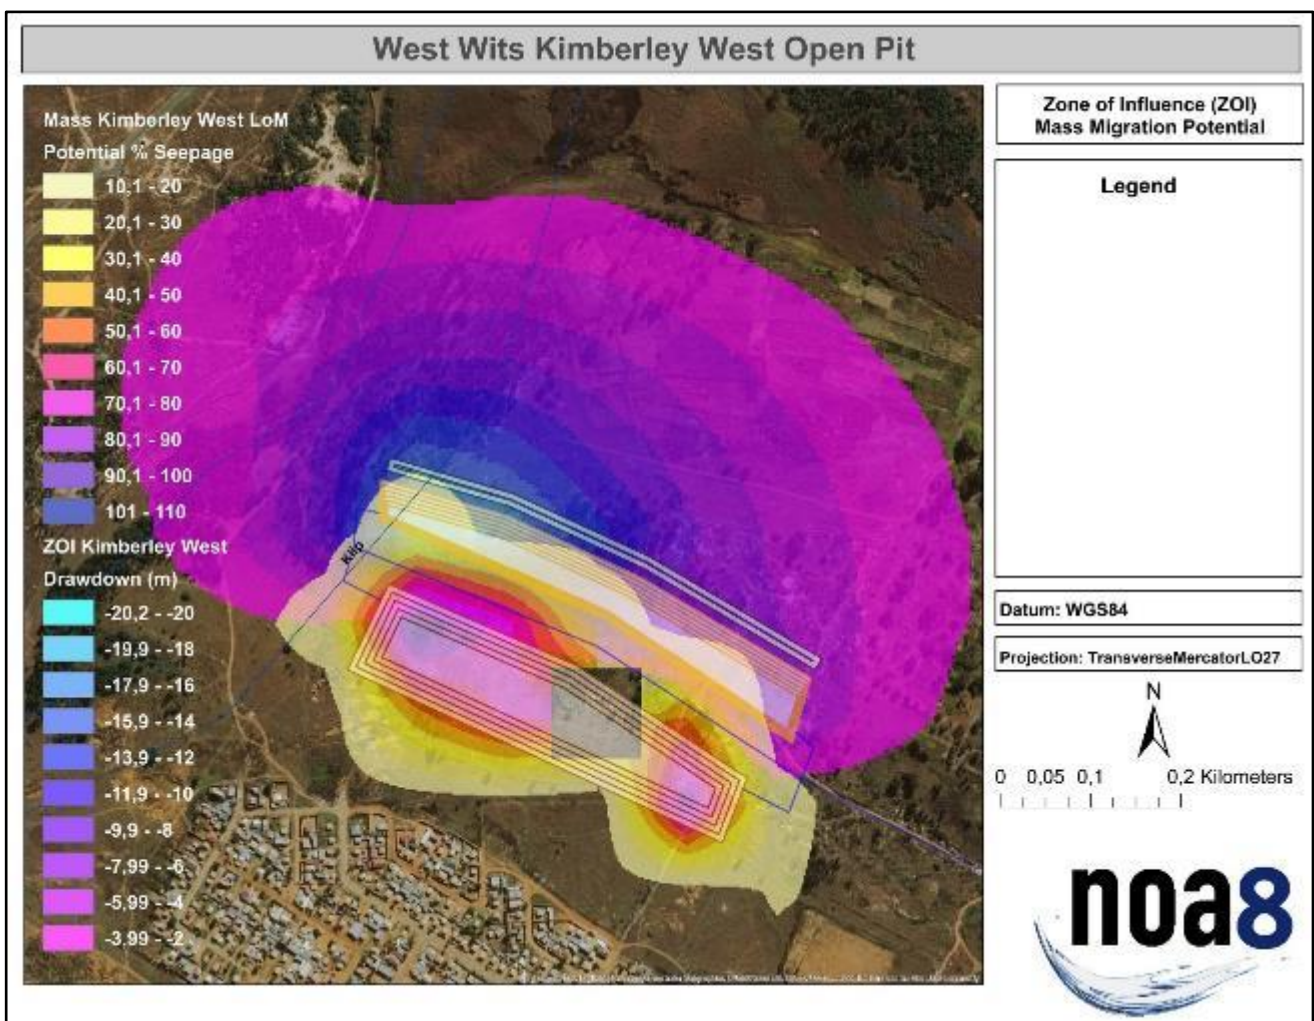 West Wits Kimberley West Open Pit
Mass Kimberley West LoM
Potential % Seepage
10,1 - 20
20,1 - 30
30,1 - 40
40,1 - 50
50,1 - 60
60,1 - 70
70,1 - 80
80,1 - 90
90,1 - 100
101 - 110
ZOI Kimberley West
Drawdown (m)
-20,2 - -20
-19,9 - -18
-17,9 - -16
-15,9 - -14
-13,9 - -12
-11,9 - -10
-9,9 - -8
-7,99 - -6
-5,99 - -4
-3,99 - -2
Klip
Zone of Influence (ZOI)
Mass Migration Potential
Legend
Datum: WGS84
Projection: TransverseMercatorLO27
N
0 0,05 0,1 0,2 Kilometers
noa8